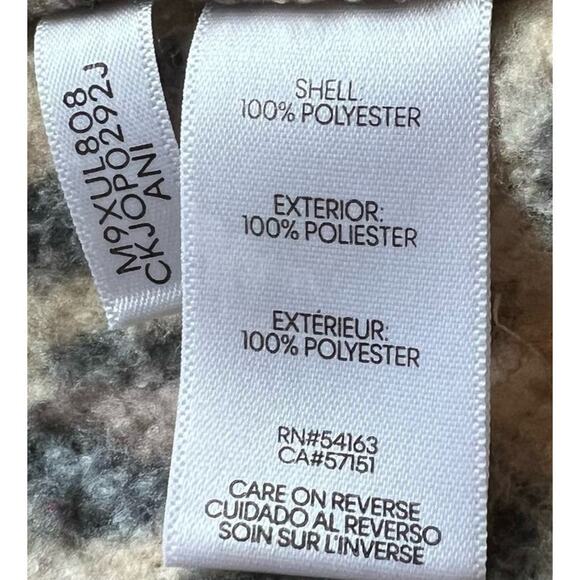 M9XUL808
CKJOP0292J
ANI
SHELL:
100% POLYESTER
EXTERIOR:
100% POLIESTER
EXTÉRIEUR:
100% POLYESTER
RN#54163
CA#57151
CARE ON REVERSE
CUIDADO AL REVERSO
SOIN SUR L'INVERSE